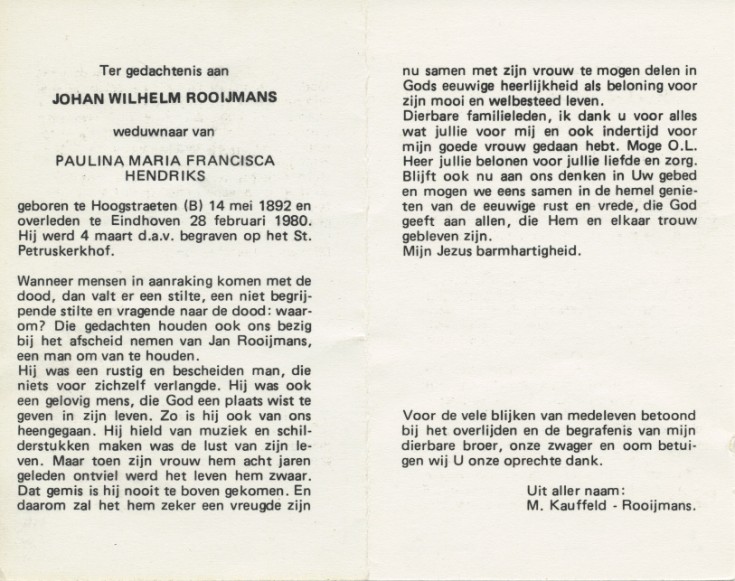 Ter gedachtenis aan
JOHAN WILHELM ROOIJMANS
weduwnaar van
PAULINA MARIA FRANCISCA
HENDRIKS
geboren te Hoogstraeten (B) 14 mei 1892 en
overleden te Eindhoven 28 februari 1980.
Hij werd 4 maart d.a.v. begraven op het St.
Petruskerkhof.
Wanneer mensen in aanraking komen met de
dood, dan valt er een stilte, een niet begrij-
pende stilte en vragende naar de dood: waar-
om? Die gedachten houden ook ons bezig
bij het afscheid nemen van Jan Rooijmans,
een man om van te houden.
Hij was een rustig en bescheiden man, die
niets voor zichzelf verlangde. Hij was ook
een gelovig mens, die God een plaats wist te
geven in zijn leven. Zo is hij ook van ons
heengegaan. Hij hield van muziek en schil-
derstukken maken was de lust van zijn le-
ven. Maar toen zijn vrouw hem acht jaren
geleden ontviel werd het leven hem zwaar.
Dat gemis is hij nooit te boven gekomen. En
daarom zal het hem zeker een vreugde zijn
nu samen met zijn vrouw te mogen delen in
Gods eeuwige heerlijkheid als beloning voor
zijn mooi en welbesteed leven.
Dierbare familieleden, ik dank u voor alles
wat jullie voor mij en ook indertijd voor
mijn goede vrouw gedaan hebt. Moge O.L.
Heer jullie belonen voor jullie liefde en zorg.
Blijft ook nu aan ons denken in Uw gebed
en mogen we eens samen in de hemel genie-
ten van de eeuwige rust en vrede, die God
geeft aan allen, die Hem en elkaar trouw
gebleven zijn.
Mijn Jezus barmhartigheid.
Voor de vele blijken van medeleven betoond
bij het overlijden en de begrafenis van mijn
dierbare broer, onze zwager en oom betui-
gen wij U onze oprechte dank.
Uit aller naam:
M. Kauffeld - Rooijmans.